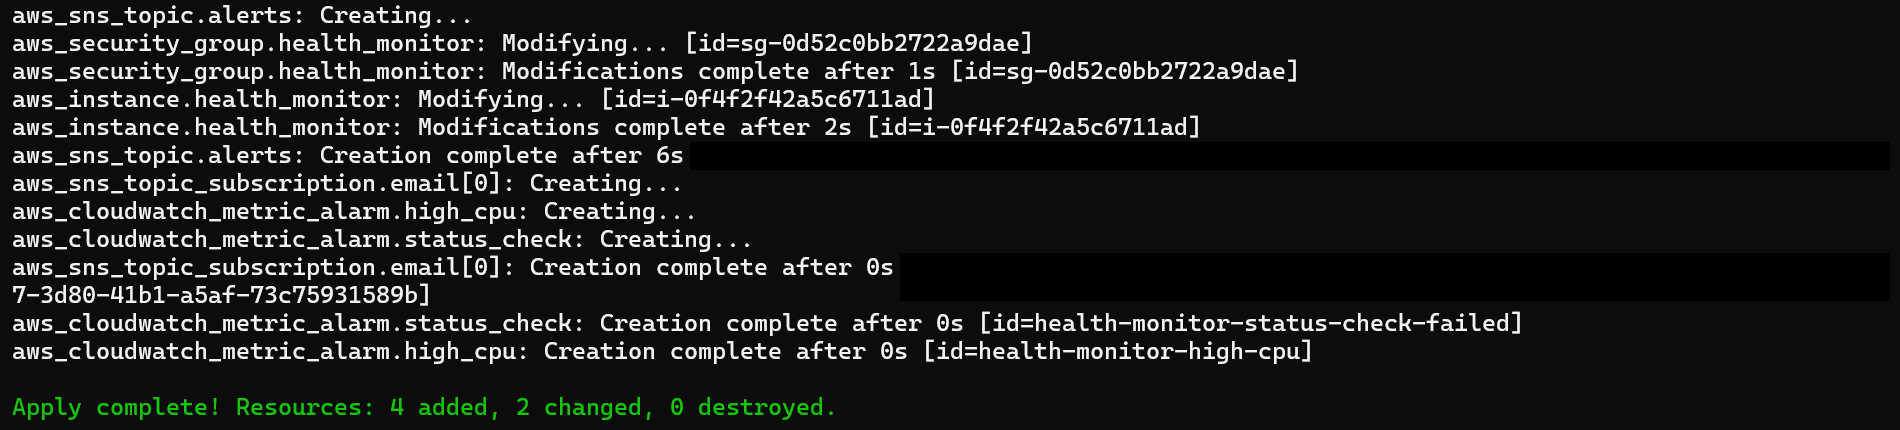 aws_sns_topic.alerts: Creating...
aws_security_group.health_monitor: Modifying... [id=sg-0d52c0bb2722a9dae]
aws_security_group.health_monitor: Modifications complete after 1s [id=sg-0d52c0bb2722a9dae]
aws_instance.health_monitor: Modifying... [id=i-0f4f2f42a5c6711ad]
aws_instance.health_monitor: Modifications complete after 2s [id=i-0f4f2f42a5c6711ad]
aws_sns_topic.alerts: Creation complete after 6s
aws_sns_topic_subscription.email[0]: Creating...
aws_cloudwatch_metric_alarm.high_cpu: Creating...
aws_cloudwatch_metric_alarm.status_check: Creating...
aws_sns_topic_subscription.email[0]: Creation complete after 0s
7-3d80-41b1-a5af-73c75931589b]
aws_cloudwatch_metric_alarm.status_check: Creation complete after 0s [id=health-monitor-status-check-failed]
aws_cloudwatch_metric_alarm.high_cpu: Creation complete after 0s [id=health-monitor-high-cpu]
Apply complete! Resources: 4 added, 2 changed, 0 destroyed.